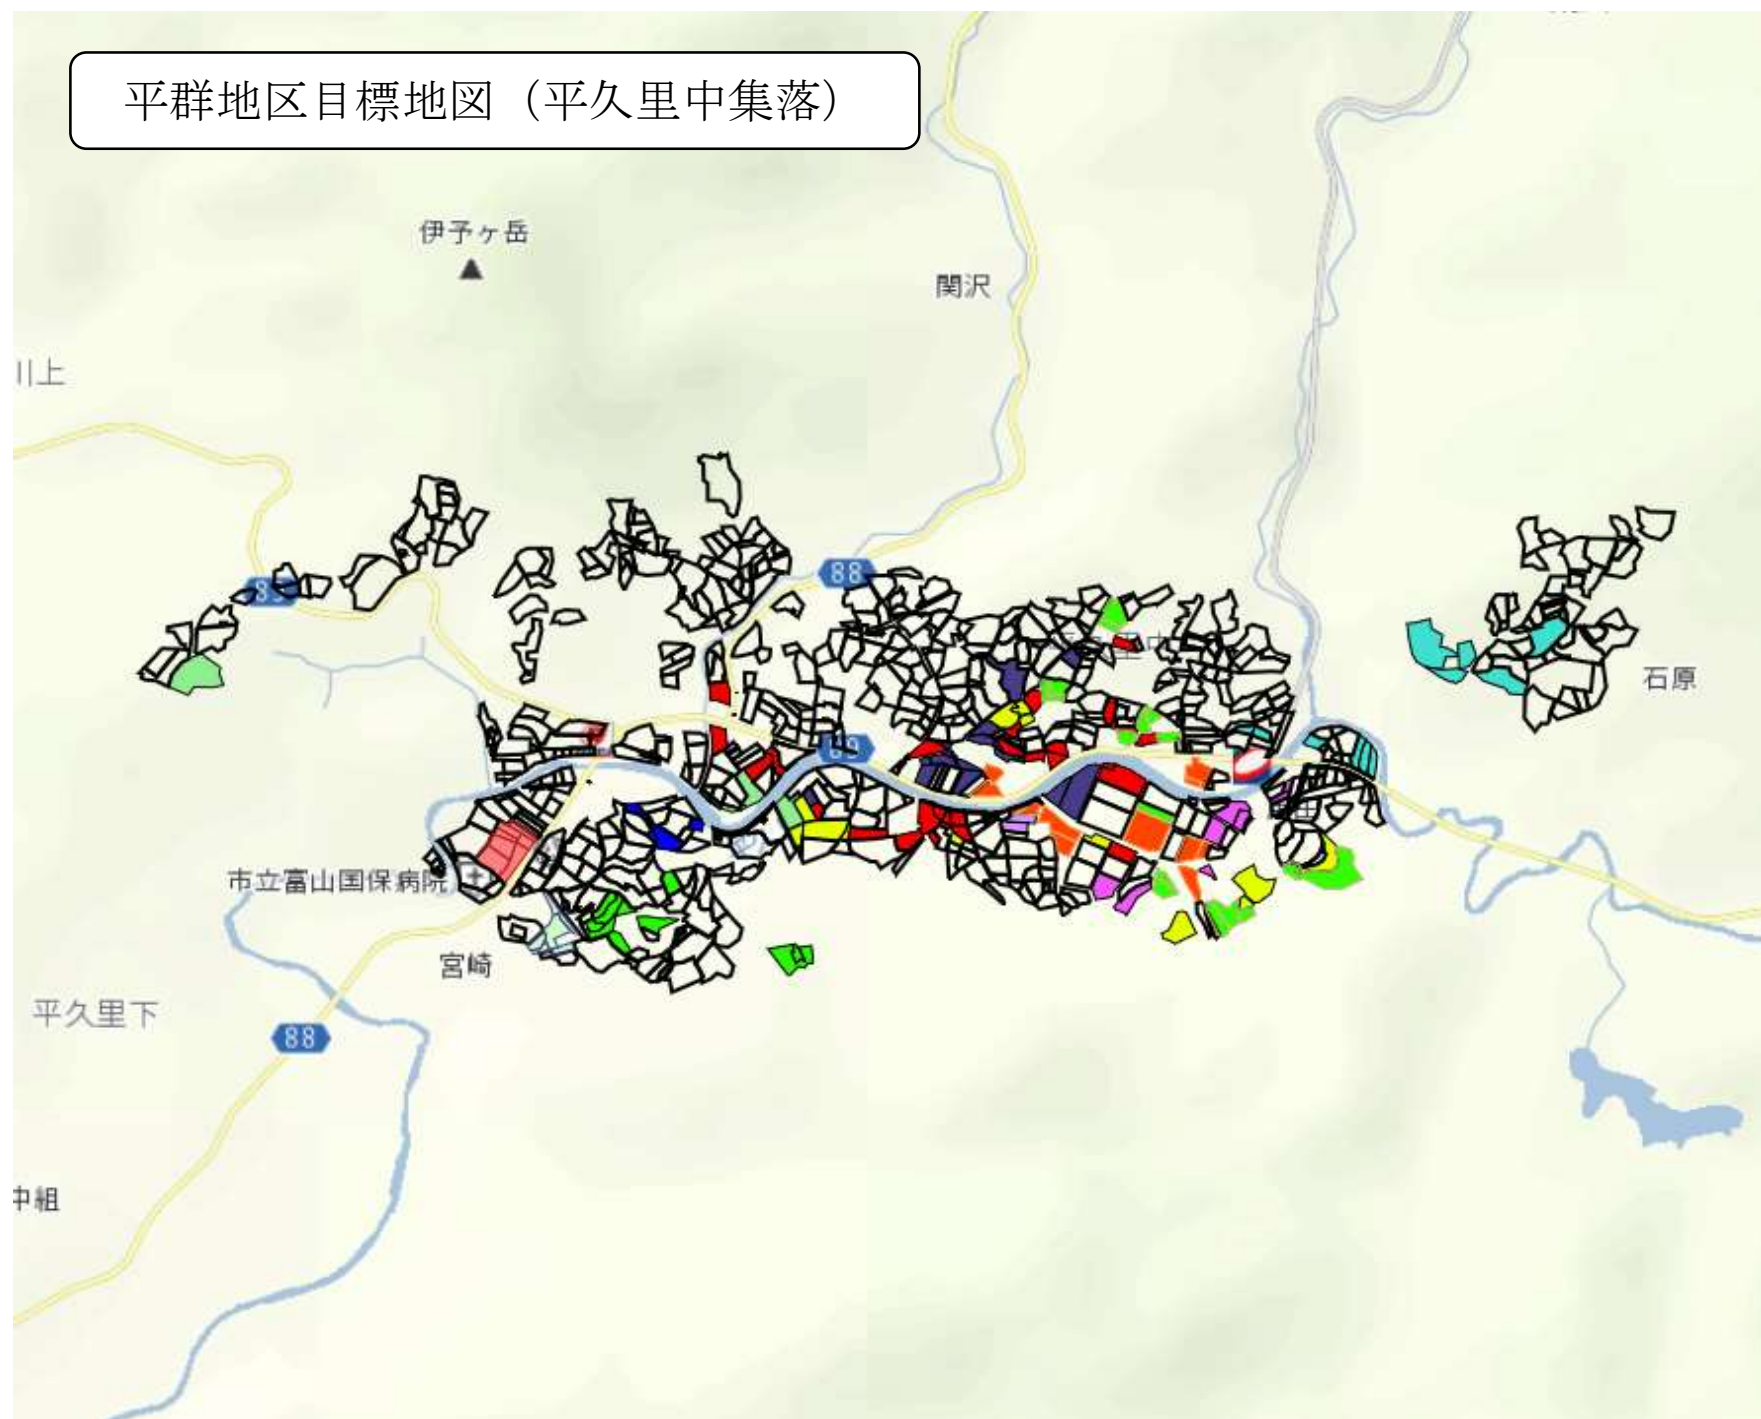 平群地区目標地図（平久里中集落）
伊予ヶ岳
関沢
川上
88
89
石原
89
市立富山国保病院
宮崎
平久里下
88
中組